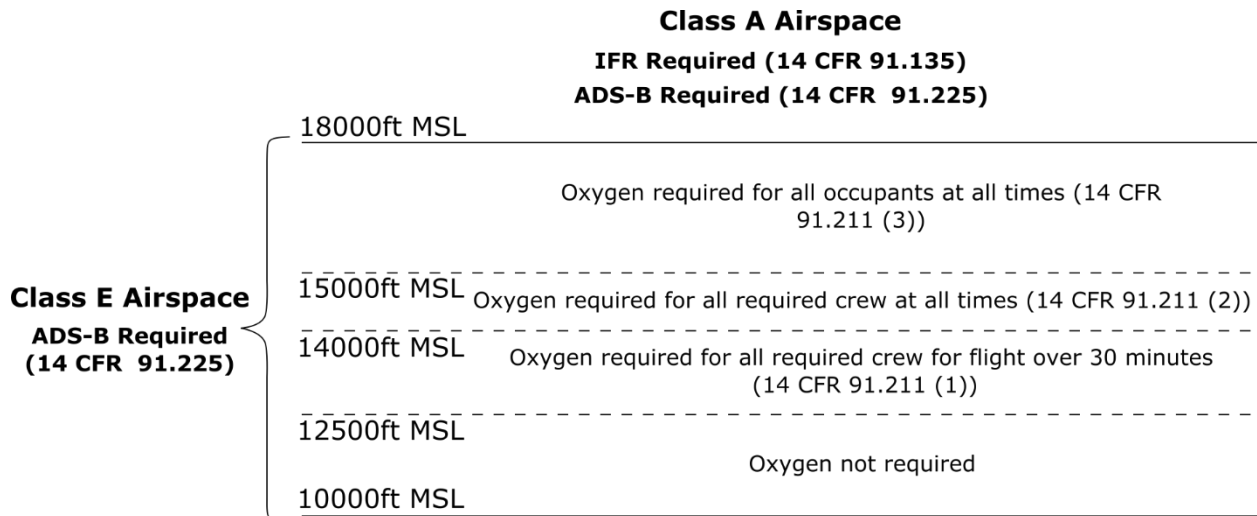 Class A Airspace
IFR Required (14 CFR 91.135)
ADS-B Required (14 CFR  91.225)
18000ft MSL
Oxygen required for all occupants at all times (14 CFR
91.211 (3))
15000ft MSL
Oxygen required for all required crew at all times (14 CFR 91.211 (2))
Class E Airspace
ADS-B Required
(14 CFR  91.225)
14000ft MSL
Oxygen required for all required crew for flight over 30 minutes
(14 CFR 91.211 (1))
12500ft MSL
Oxygen not required
10000ft MSL